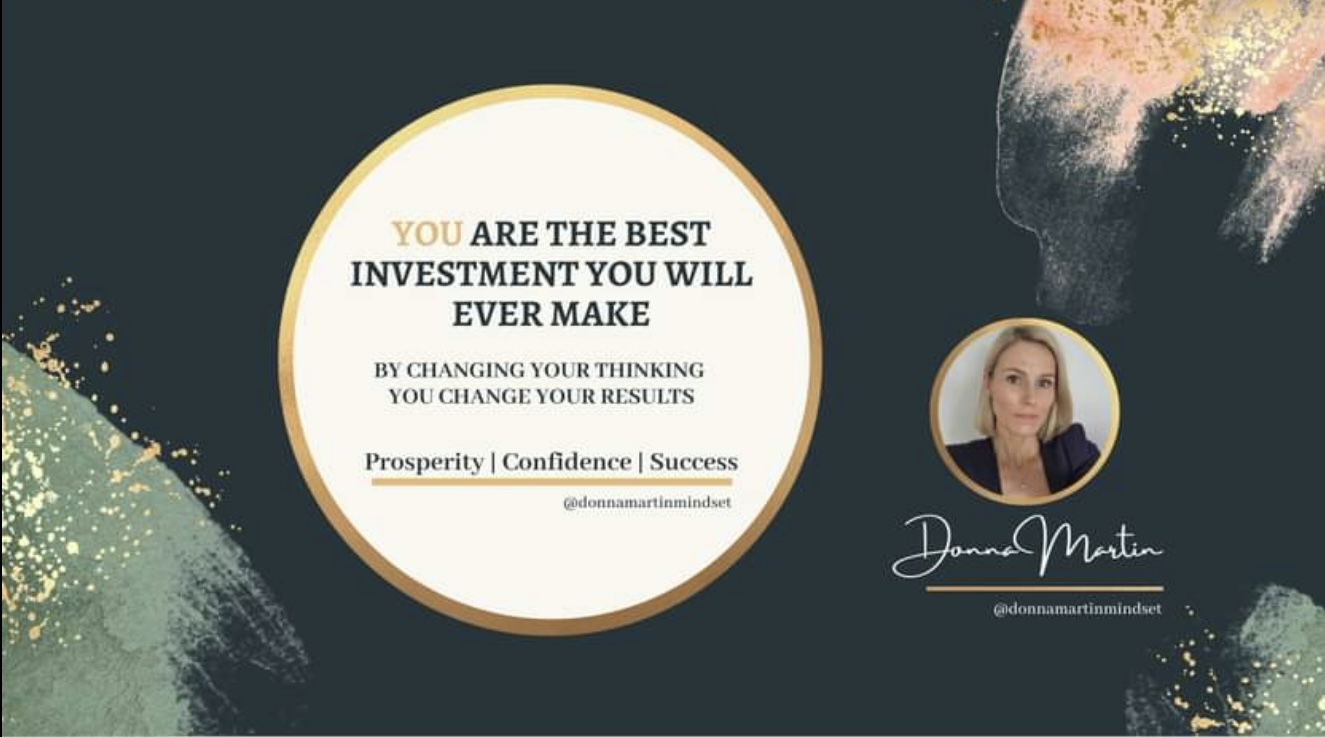 YOU ARE THE BEST
INVESTMENT YOU WILL
EVER MAKE
BY CHANGING YOUR THINKING
YOU CHANGE YOUR RESULTS
Prosperity | Confidence | Success
@donnamartinmindset
Donna Martin
@donnamartinmindset